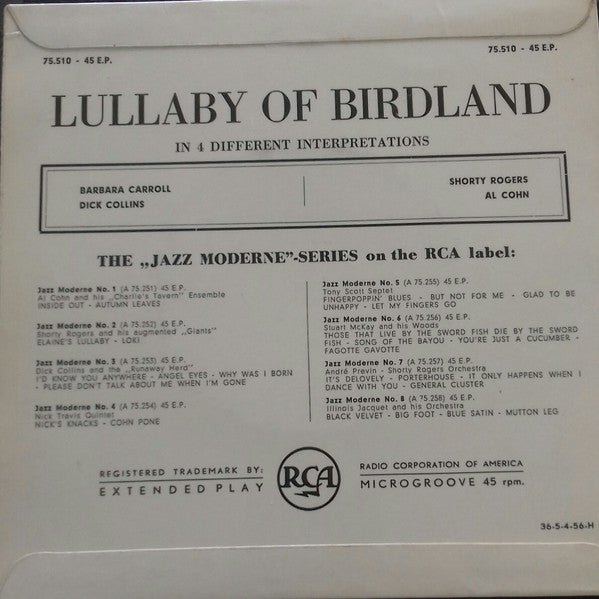 75.510 - 45 E.P.
75.510 - 45 E.P.
LULLABY OF BIRDLAND
IN 4 DIFFERENT INTERPRETATIONS
BARBARA CARROLL
DICK COLLINS
SHORTY ROGERS
AL COHN
THE „JAZZ MODERNE”-SERIES on the RCA label:
Jazz Moderne No. 1 (A 75.251) 45 E.P.
Al Cohn and his „Charlie's Tavern” Ensemble
INSIDE OUT - AUTUMN LEAVES
Jazz Moderne No. 2 (A 75.252) 45 E.P.
Shorty Rogers and his augmented „Giants”
ELAINE'S LULLABY - LOKI
Jazz Moderne No. 3 (A 75.253) 45 E.P.
Dick Collins and the „Runaway Herd”
I'D KNOW YOU ANYWHERE - ANGEL EYES - WHY WAS I BORN
- PLEASE DON'T TALK ABOUT ME WHEN I'M GONE
Jazz Moderne No. 4 (A 75.254) 45 E.P.
Nick Travis Quintet
NICK'S KNACKS - COHN PONE
Jazz Moderne No. 5 (A 75.255) 45 E.P.
Tony Scott Septet
FINGERPOPPIN' BLUES - BUT NOT FOR ME - GLAD TO BE
UNHAPPY - LET MY FINGERS GO
Jazz Moderne No. 6 (A 75.256) 45 E.P.
Stuart McKay and his Woods
THOSE THAT LIVE BY THE SWORD FISH DIE BY THE SWORD
FISH - SONG OF THE BAYOU - YOU'RE JUST A CUCUMBER -
FAGOTTE GAVOTTE
Jazz Moderne No. 7 (A 75.257) 45 E.P.
André Previn - Shorty Rogers Orchestra
IT'S DELOVELY - PORTERHOUSE - IT ONLY HAPPENS WHEN I
DANCE WITH YOU - GENERAL CLUSTER
Jazz Moderne No. 8 (A 75.258) 45 E.P.
Illinois Jacquet and his Orchestra
BLACK VELVET - BIG FOOT - BLUE SATIN - MUTTON LEG
REGISTERED TRADEMARK BY:
EXTENDED PLAY
RCA
RADIO CORPORATION OF AMERICA
MICROGROOVE 45 rpm.
36-5-4-56-H